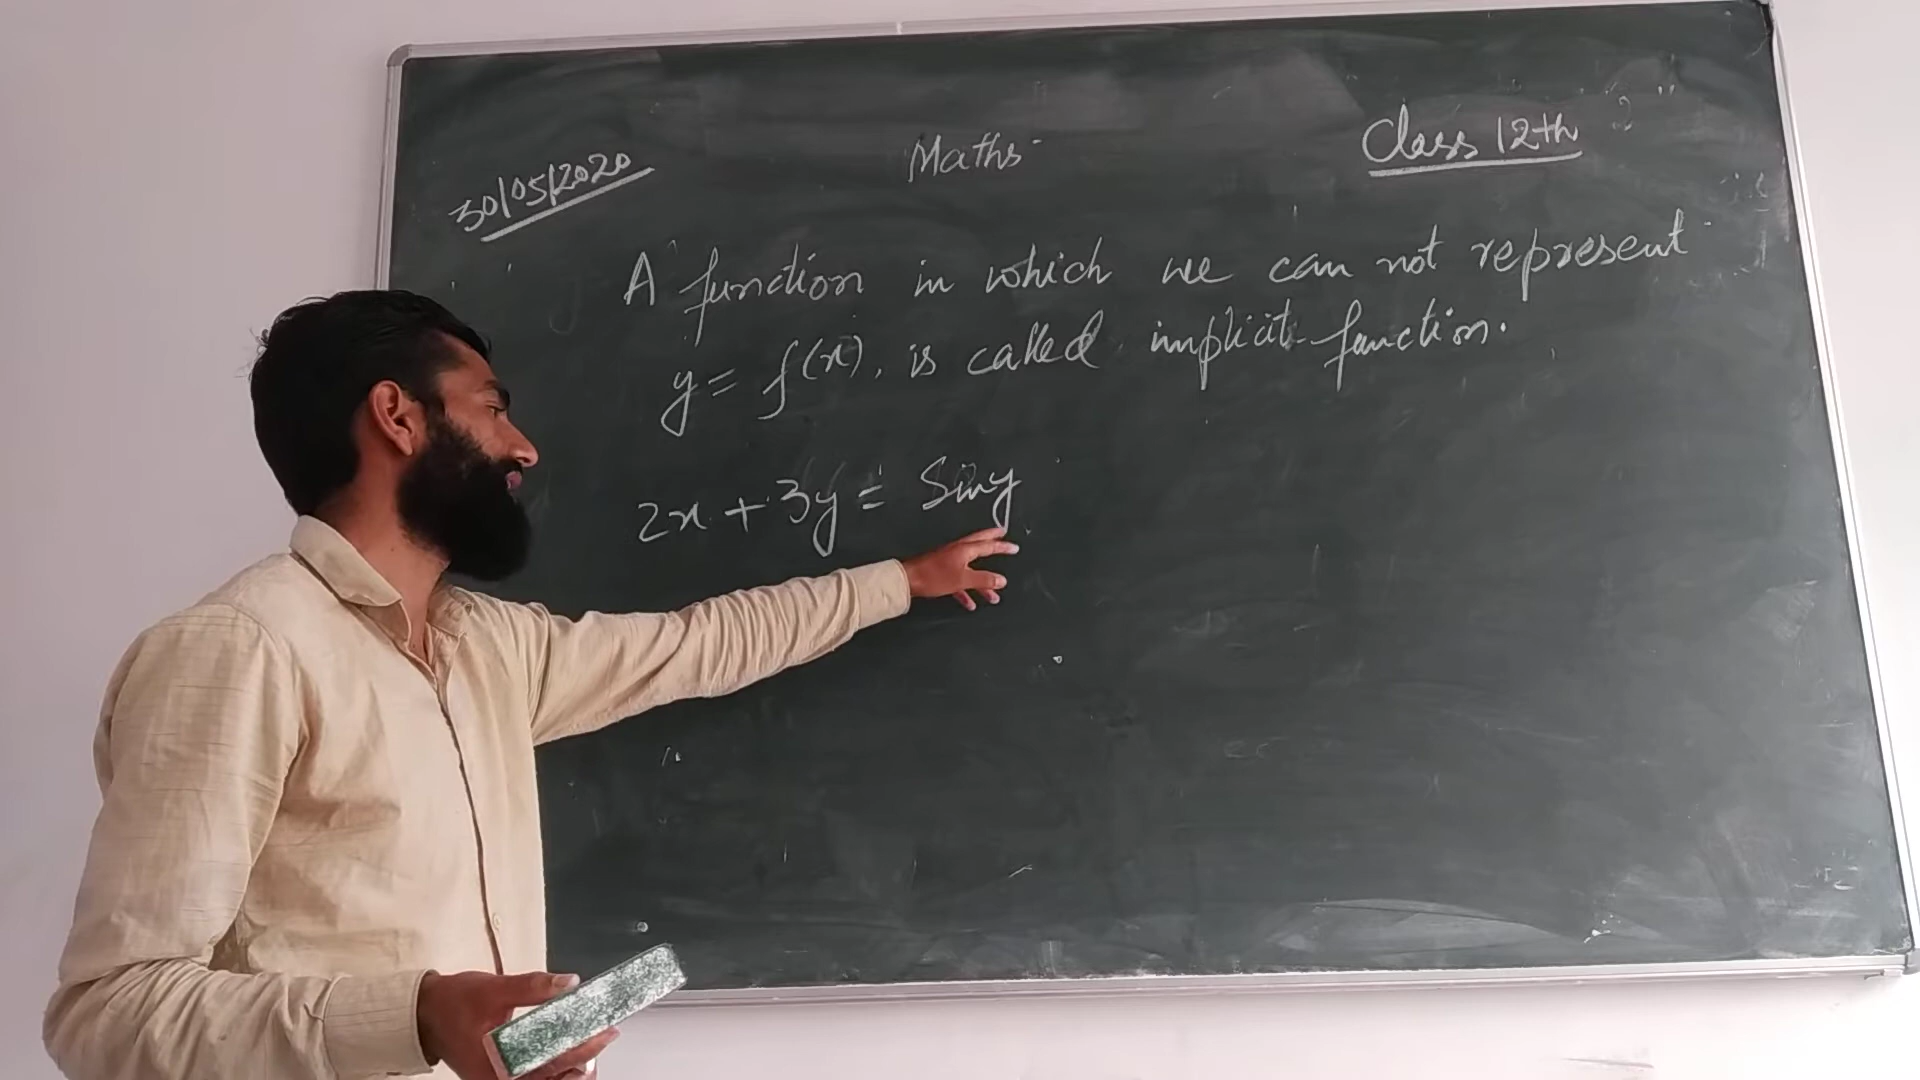 30/05/2020
Maths
Class 12th
A function in which we can not represent
y = f(x), is called implicit function.
2x + 3y = Siny